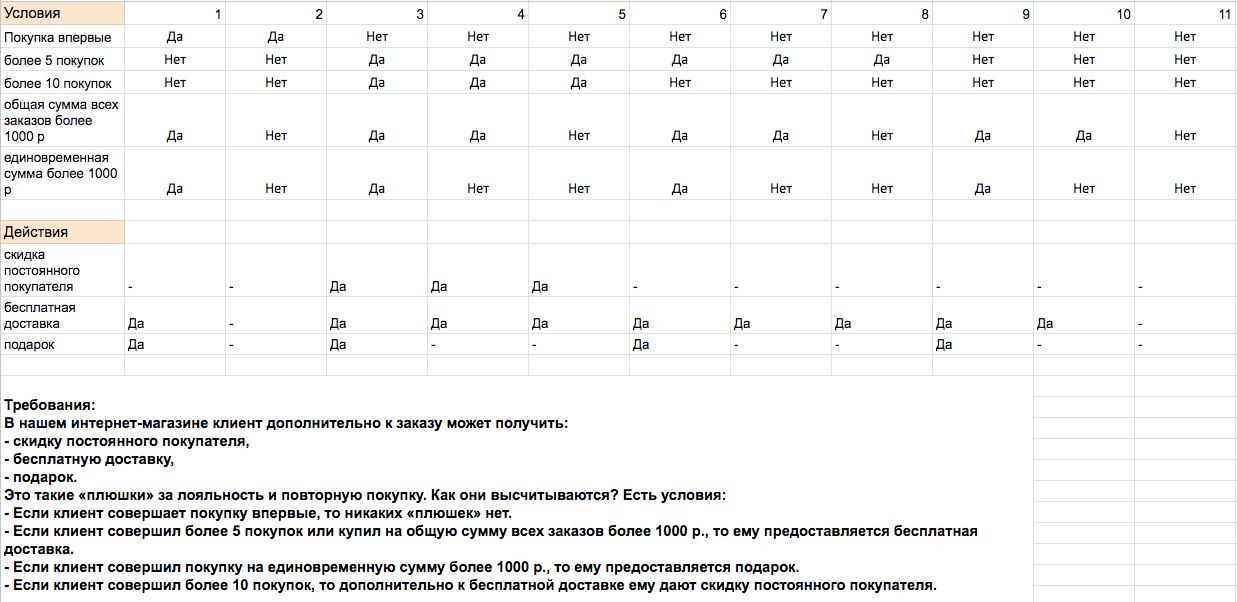 Условия 1 2 3 4 5 6 7 8 9 10 11
Покупка впервые Да Да Нет Нет Нет Нет Нет Нет Нет Нет Нет
более 5 покупок Нет Нет Да Да Да Да Да Да Нет Нет Нет
более 10 покупок Нет Нет Да Да Да Нет Нет Нет Нет Нет Нет
общая сумма всех
заказов более
1000 р Да Нет Да Да Нет Да Да Нет Да Да Нет
единовременная
сумма более 1000
р Да Нет Да Нет Нет Да Нет Нет Да Нет Нет
Действия
скидка
постоянного
покупателя - - Да Да Да - - - - - -
бесплатная
доставка Да - Да Да Да Да Да Да Да Да -
подарок Да - Да - - Да - - Да - -
Требования:
В нашем интернет-магазине клиент дополнительно к заказу может получить:
- скидку постоянного покупателя,
- бесплатную доставку,
- подарок.
Это такие «плюшки» за лояльность и повторную покупку. Как они высчитываются? Есть условия:
- Если клиент совершает покупку впервые, то никаких «плюшек» нет.
- Если клиент совершил более 5 покупок или купил на общую сумму всех заказов более 1000 р., то ему предоставляется бесплатная
доставка.
- Если клиент совершил покупку на единовременную сумму более 1000 р., то ему предоставляется подарок.
- Если клиент совершил более 10 покупок, то дополнительно к бесплатной доставке ему дают скидку постоянного покупателя.